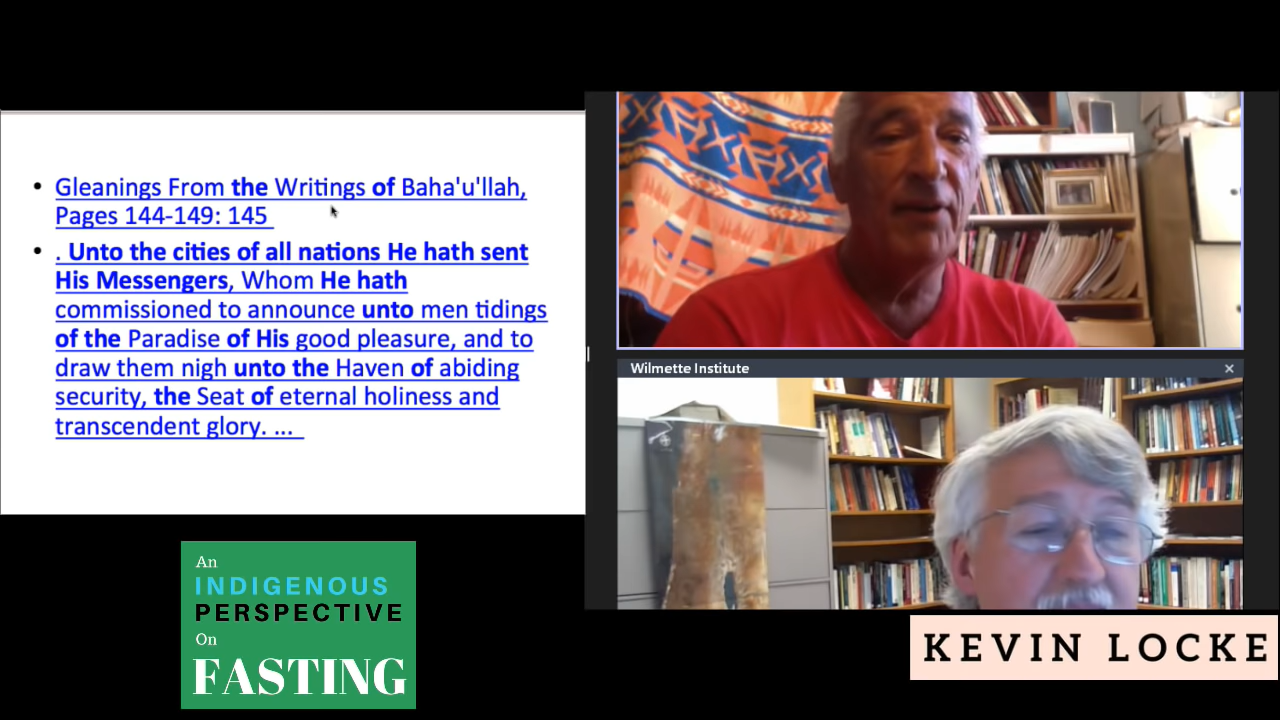 Gleanings From the Writings of Baha'u'llah,
Pages 144-149: 145
. Unto the cities of all nations He hath sent
His Messengers, Whom He hath
commissioned to announce unto men tidings
of the Paradise of His good pleasure, and to
draw them nigh unto the Haven of abiding
security, the Seat of eternal holiness and
transcendent glory. ...
Wilmette Institute
An
INDIGENOUS
PERSPECTIVE
On
FASTING
KEVIN LOCKE